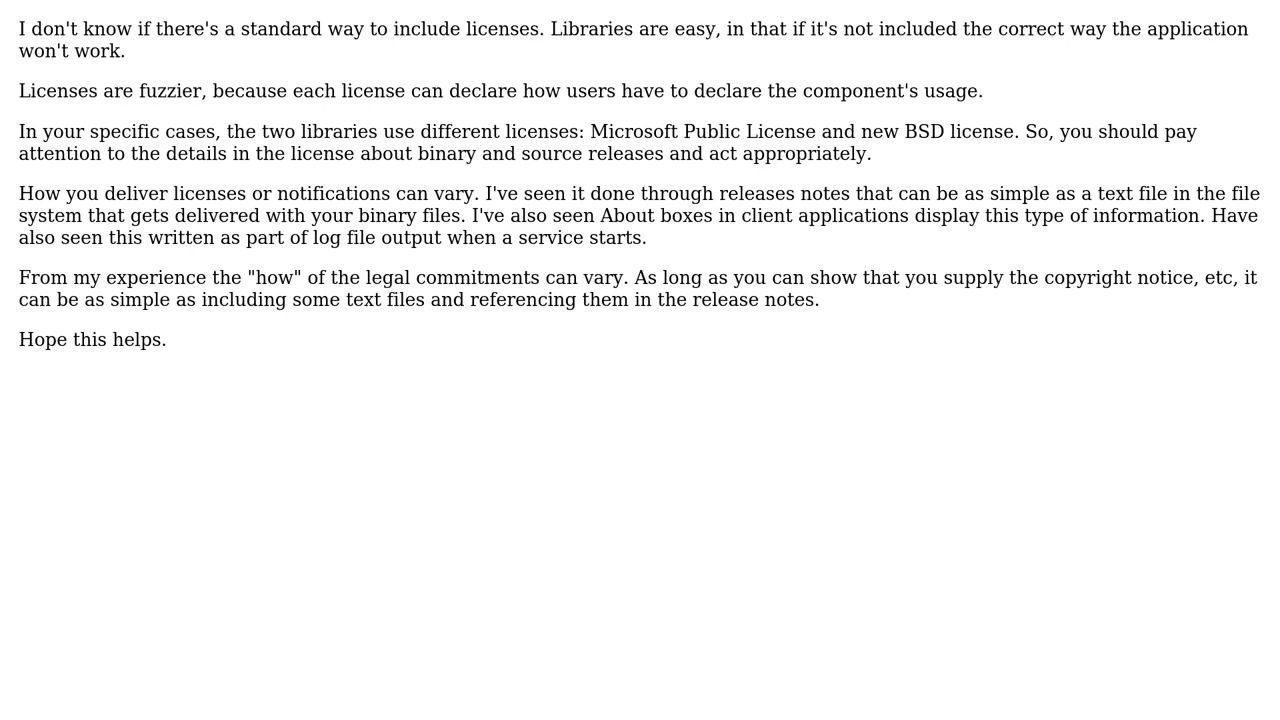 I don't know if there's a standard way to include licenses. Libraries are easy, in that if it's not included the correct way the application
won't work.
Licenses are fuzzier, because each license can declare how users have to declare the component's usage.
In your specific cases, the two libraries use different licenses: Microsoft Public License and new BSD license. So, you should pay
attention to the details in the license about binary and source releases and act appropriately.
How you deliver licenses or notifications can vary. I've seen it done through releases notes that can be as simple as a text file in the file
system that gets delivered with your binary files. I've also seen About boxes in client applications display this type of information. Have
also seen this written as part of log file output when a service starts.
From my experience the "how" of the legal commitments can vary. As long as you can show that you supply the copyright notice, etc, it
can be as simple as including some text files and referencing them in the release notes.
Hope this helps.